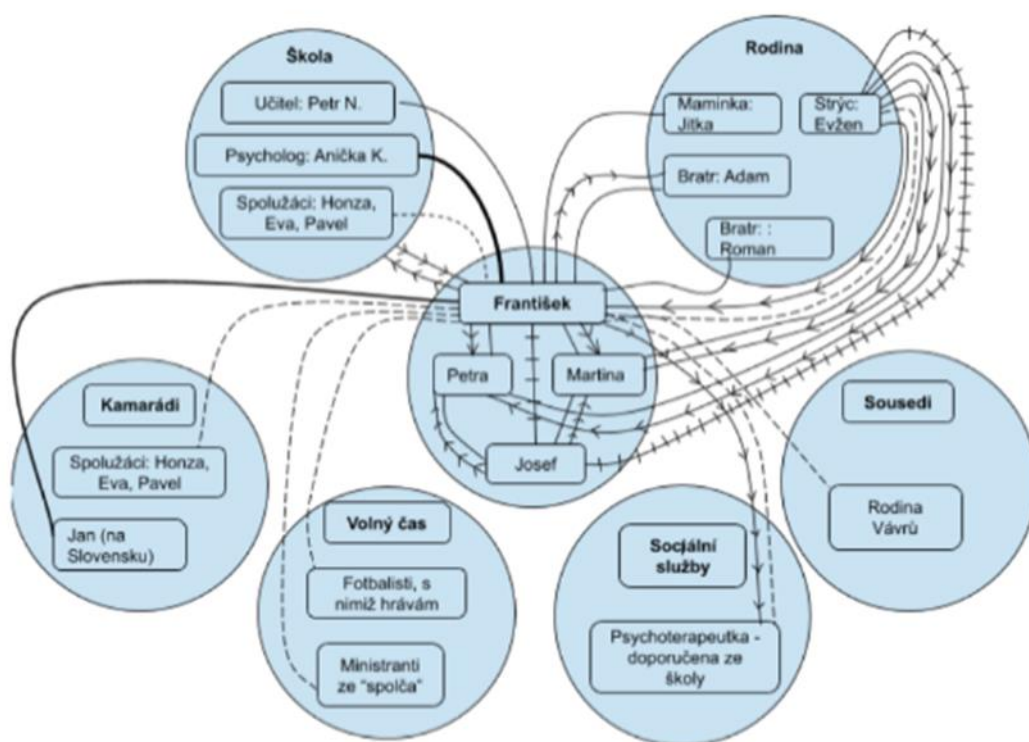 Škola
Učitel: Petr N.
Psycholog: Anička K.
Spolužáci: Honza,
Eva, Pavel
Rodina
Maminka:
Jitka
Strýc:
Evžen
Bratr: Adam
Bratr: :
Roman
František
Petra
Martina
Josef
Kamarádi
Spolužáci: Honza,
Eva, Pavel
Jan (na
Slovensku)
Volný čas
Fotbalisti, s
nimiž hrávám
Ministranti
ze "spolča"
Sociální
služby
Psychoterapeutka -
doporučena ze
školy
Sousedi
Rodina
Vávrů